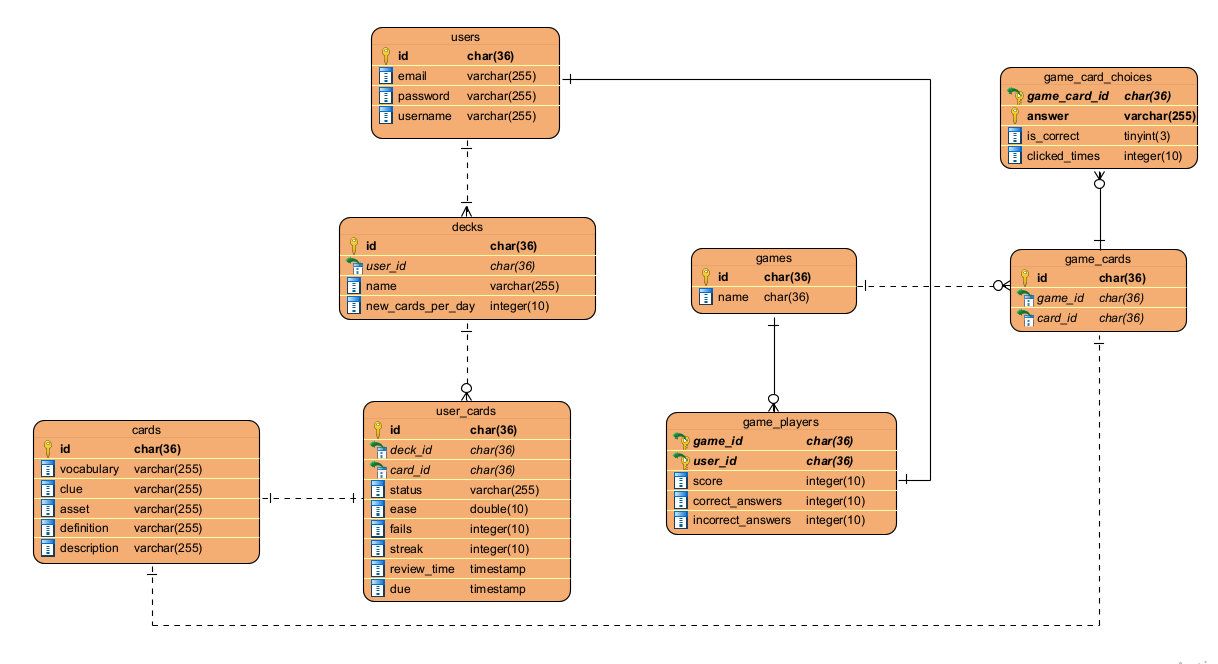 users
id char(36)
email varchar(255)
password varchar(255)
username varchar(255)
game_card_choices
game_card_id char(36)
answer varchar(255)
is_correct tinyint(3)
clicked_times integer(10)
decks
id char(36)
user_id char(36)
name varchar(255)
new_cards_per_day integer(10)
games
id char(36)
name char(36)
game_cards
id char(36)
game_id char(36)
card_id char(36)
cards
id char(36)
vocabulary varchar(255)
clue varchar(255)
asset varchar(255)
definition varchar(255)
description varchar(255)
user_cards
id char(36)
deck_id char(36)
card_id char(36)
status varchar(255)
ease double(10)
fails integer(10)
streak integer(10)
review_time timestamp
due timestamp
game_players
game_id char(36)
user_id char(36)
score integer(10)
correct_answers integer(10)
incorrect_answers integer(10)